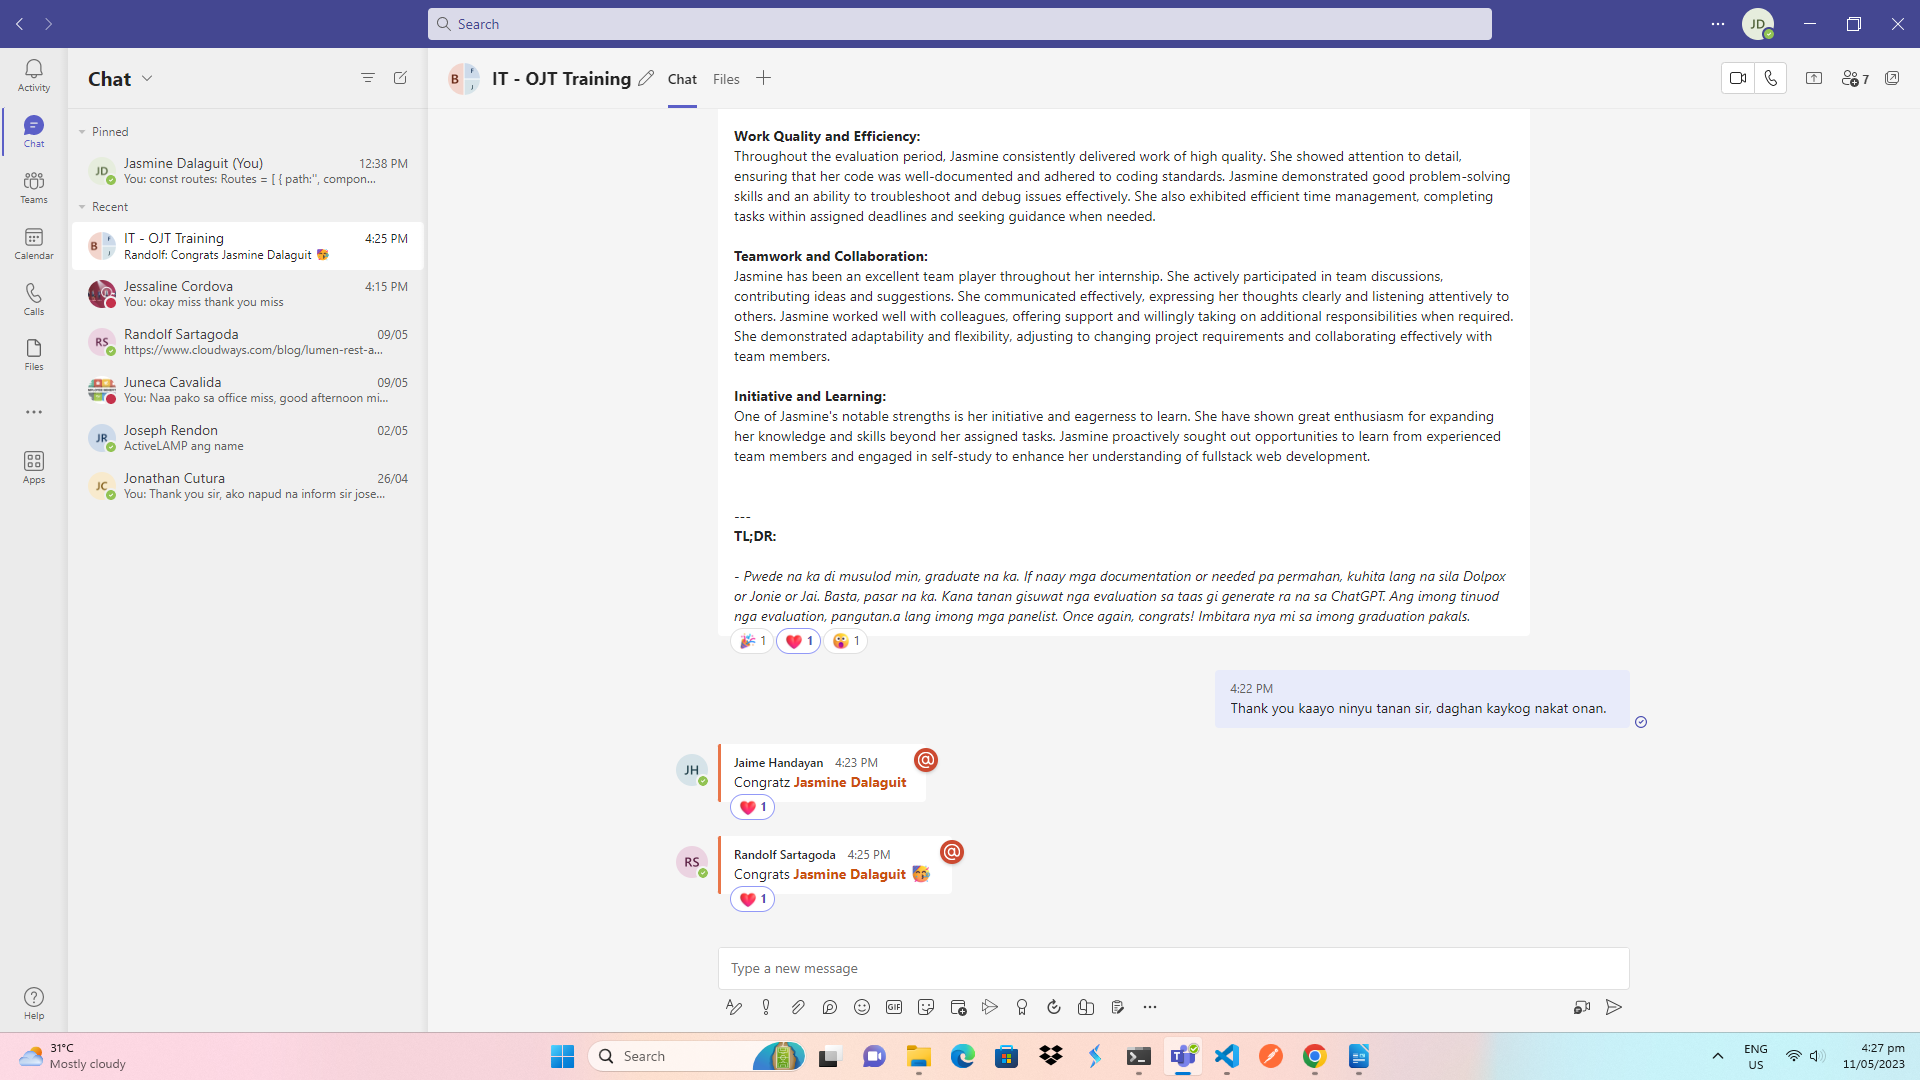 Search
JD
Activity
Chat
Teams
Calendar
Calls
Files
Apps
Help
Chat
Pinned
JD
Jasmine Dalaguit (You) 12:38 PM
You: const routes: Routes = [ { path:'', compon...
Recent
B F J
IT - OJT Training 4:25 PM
Randolf: Congrats Jasmine Dalaguit
Jessaline Cordova 4:15 PM
You: okay miss thank you miss
RS
Randolf Sartagoda 09/05
https://www.cloudways.com/blog/lumen-rest-a...
Juneca Cavalida 09/05
You: Naa pako sa office miss, good afternoon mi...
JR
Joseph Rendon 02/05
ActiveLAMP ang name
JC
Jonathan Cutura 26/04
You: Thank you sir, ako napud na inform sir jose...
B F J
IT - OJT Training Chat Files 7
Work Quality and Efficiency:
Throughout the evaluation period, Jasmine consistently delivered work of high quality. She showed attention to detail,
ensuring that her code was well-documented and adhered to coding standards. Jasmine demonstrated good problem-solving
skills and an ability to troubleshoot and debug issues effectively. She also exhibited efficient time management, completing
tasks within assigned deadlines and seeking guidance when needed.
Teamwork and Collaboration:
Jasmine has been an excellent team player throughout her internship. She actively participated in team discussions,
contributing ideas and suggestions. She communicated effectively, expressing her thoughts clearly and listening attentively to
others. Jasmine worked well with colleagues, offering support and willingly taking on additional responsibilities when required.
She demonstrated adaptability and flexibility, adjusting to changing project requirements and collaborating effectively with
team members.
Initiative and Learning:
One of Jasmine's notable strengths is her initiative and eagerness to learn. She have shown great enthusiasm for expanding
her knowledge and skills beyond her assigned tasks. Jasmine proactively sought out opportunities to learn from experienced
team members and engaged in self-study to enhance her understanding of fullstack web development.
---
TL;DR:
- Pwede na ka di musulod min, graduate na ka. If naay mga documentation or needed pa permahan, kuhita lang na sila Dolpox
or Jonie or Jai. Basta, pasar na ka. Kana tanan gisuwat nga evaluation sa taas gi generate ra na sa ChatGPT. Ang imong tinuod
nga evaluation, pangutan.a lang imong mga panelist. Once again, congrats! Imbitara nya mi sa imong graduation pakals.
1 1 1
4:22 PM
Thank you kaayo ninyu tanan sir, daghan kaykog nakat onan.
JH
Jaime Handayan 4:23 PM
@
Congratz Jasmine Dalaguit
1
RS
Randolf Sartagoda 4:25 PM
@
Congrats Jasmine Dalaguit
1
Type a new message
GIF
31°C
Mostly cloudy
Search
ENG
US
4:27 pm
11/05/2023